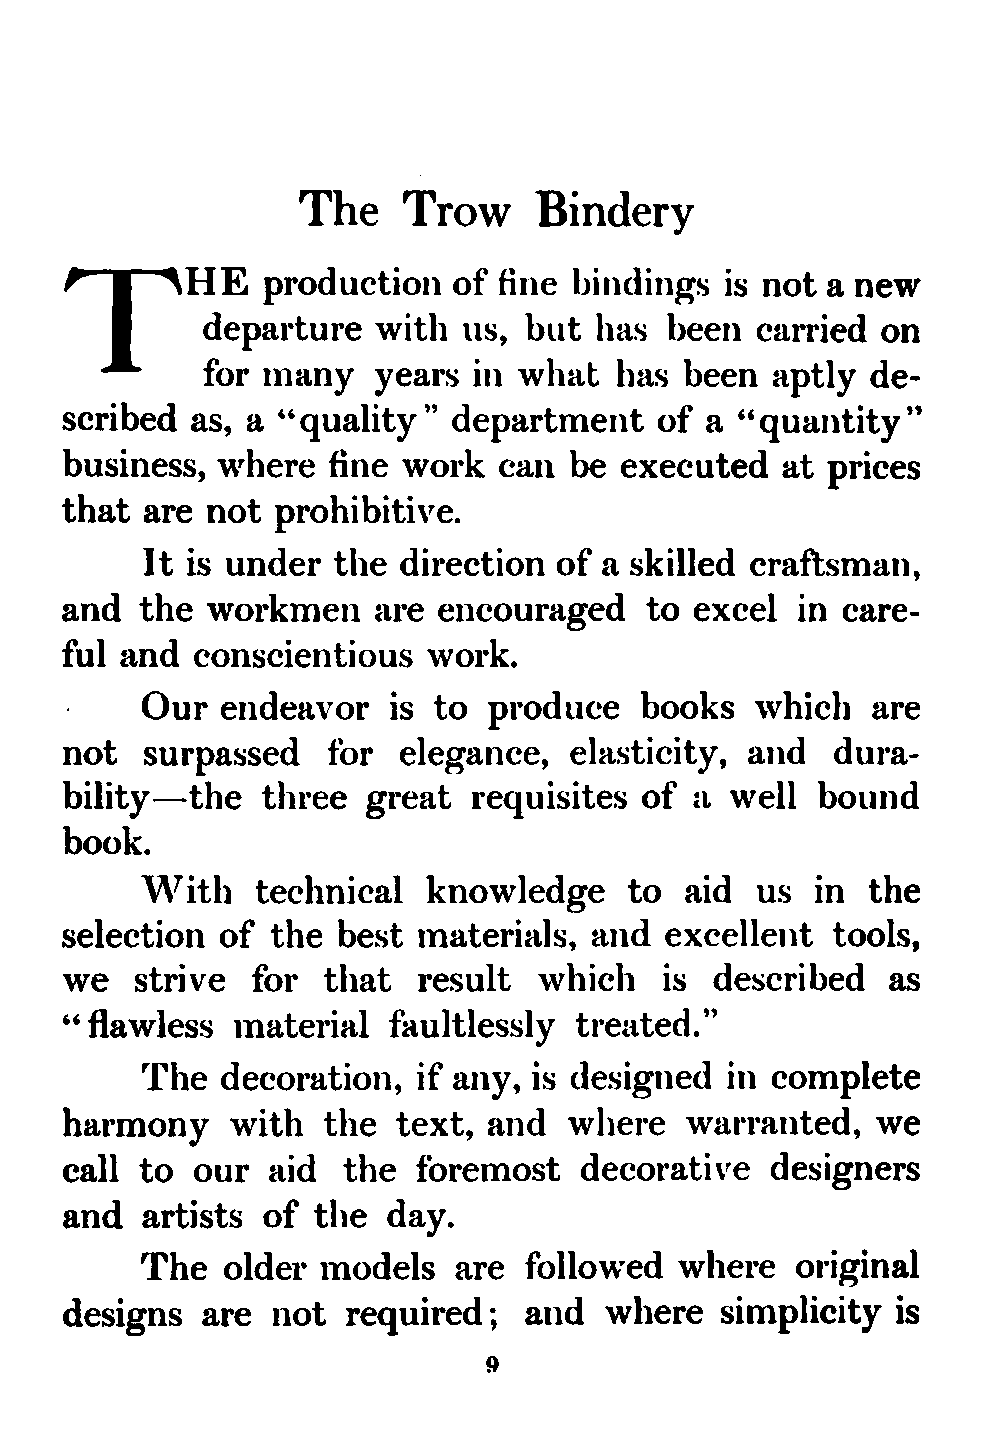 The Trow Bindery
THE production of fine bindings is not a new
departure with us, but has been carried on
for many years in what has been aptly de-
scribed as, a “quality” department of a “quantity”
business, where fine work can be executed at prices
that are not prohibitive.
It is under the direction of a skilled craftsman,
and the workmen are encouraged to excel in care-
ful and conscientious work.
Our endeavor is to produce books which are
not surpassed for elegance, elasticity, and dura-
bility—the three great requisites of a well bound
book.
With technical knowledge to aid us in the
selection of the best materials, and excellent tools,
we strive for that result which is described as
“flawless material faultlessly treated.”
The decoration, if any, is designed in complete
harmony with the text, and where warranted, we
call to our aid the foremost decorative designers
and artists of the day.
The older models are followed where original
designs are not required; and where simplicity is
9